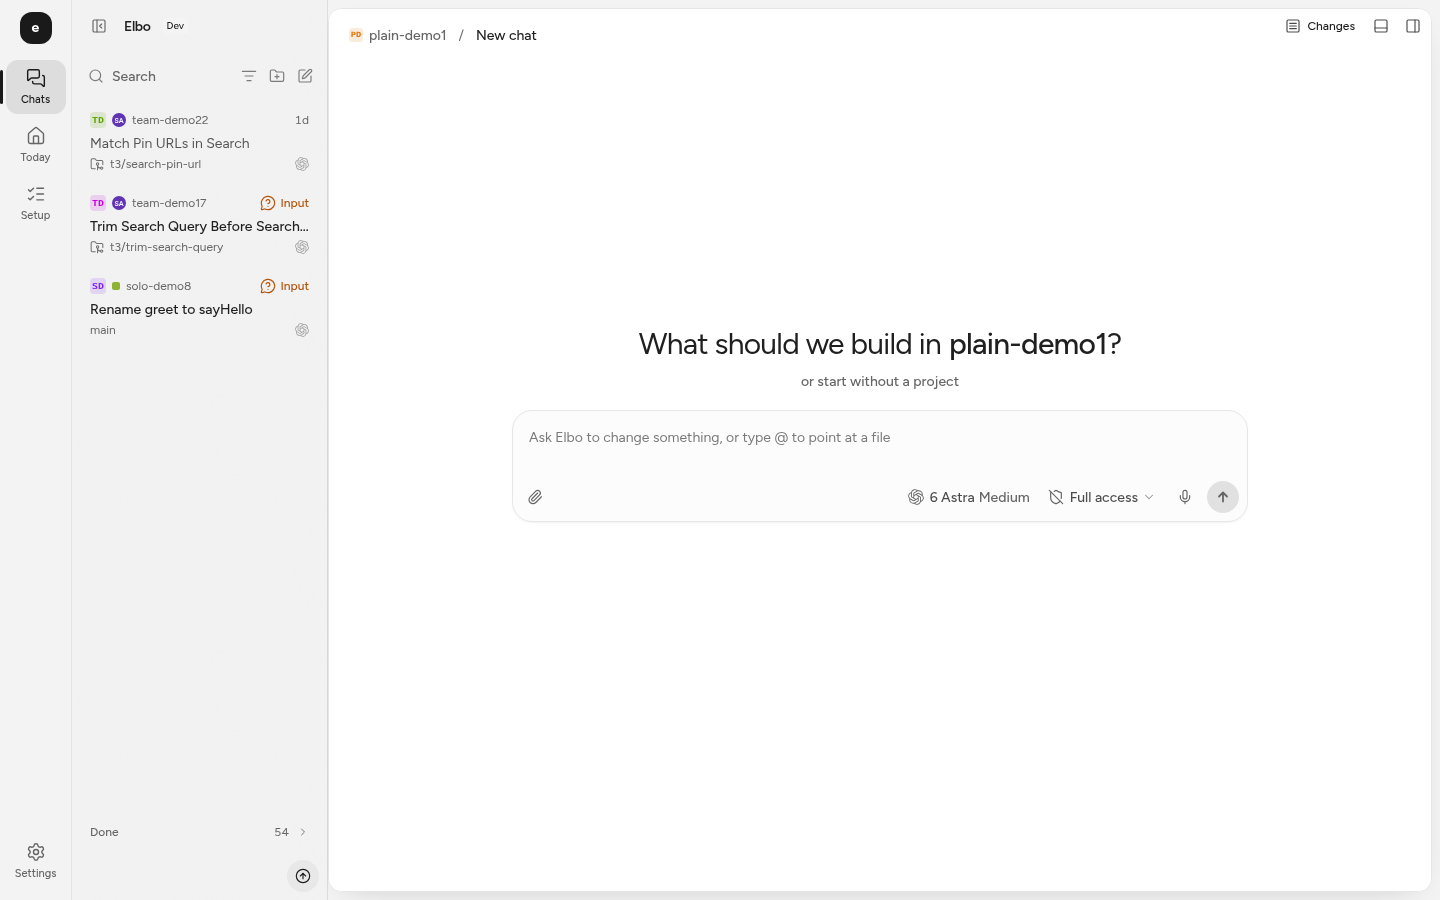 e
Elbo Dev
Chats
Today
Setup
Settings
Search
TD SA team-demo22 1d
Match Pin URLs in Search
t3/search-pin-url
TD SA team-demo17 Input
Trim Search Query Before Search...
t3/trim-search-query
SD solo-demo8 Input
Rename greet to sayHello
main
Done 54
PD plain-demo1 / New chat
Changes
What should we build in plain-demo1?
or start without a project
Ask Elbo to change something, or type @ to point at a file
6 Astra Medium Full access